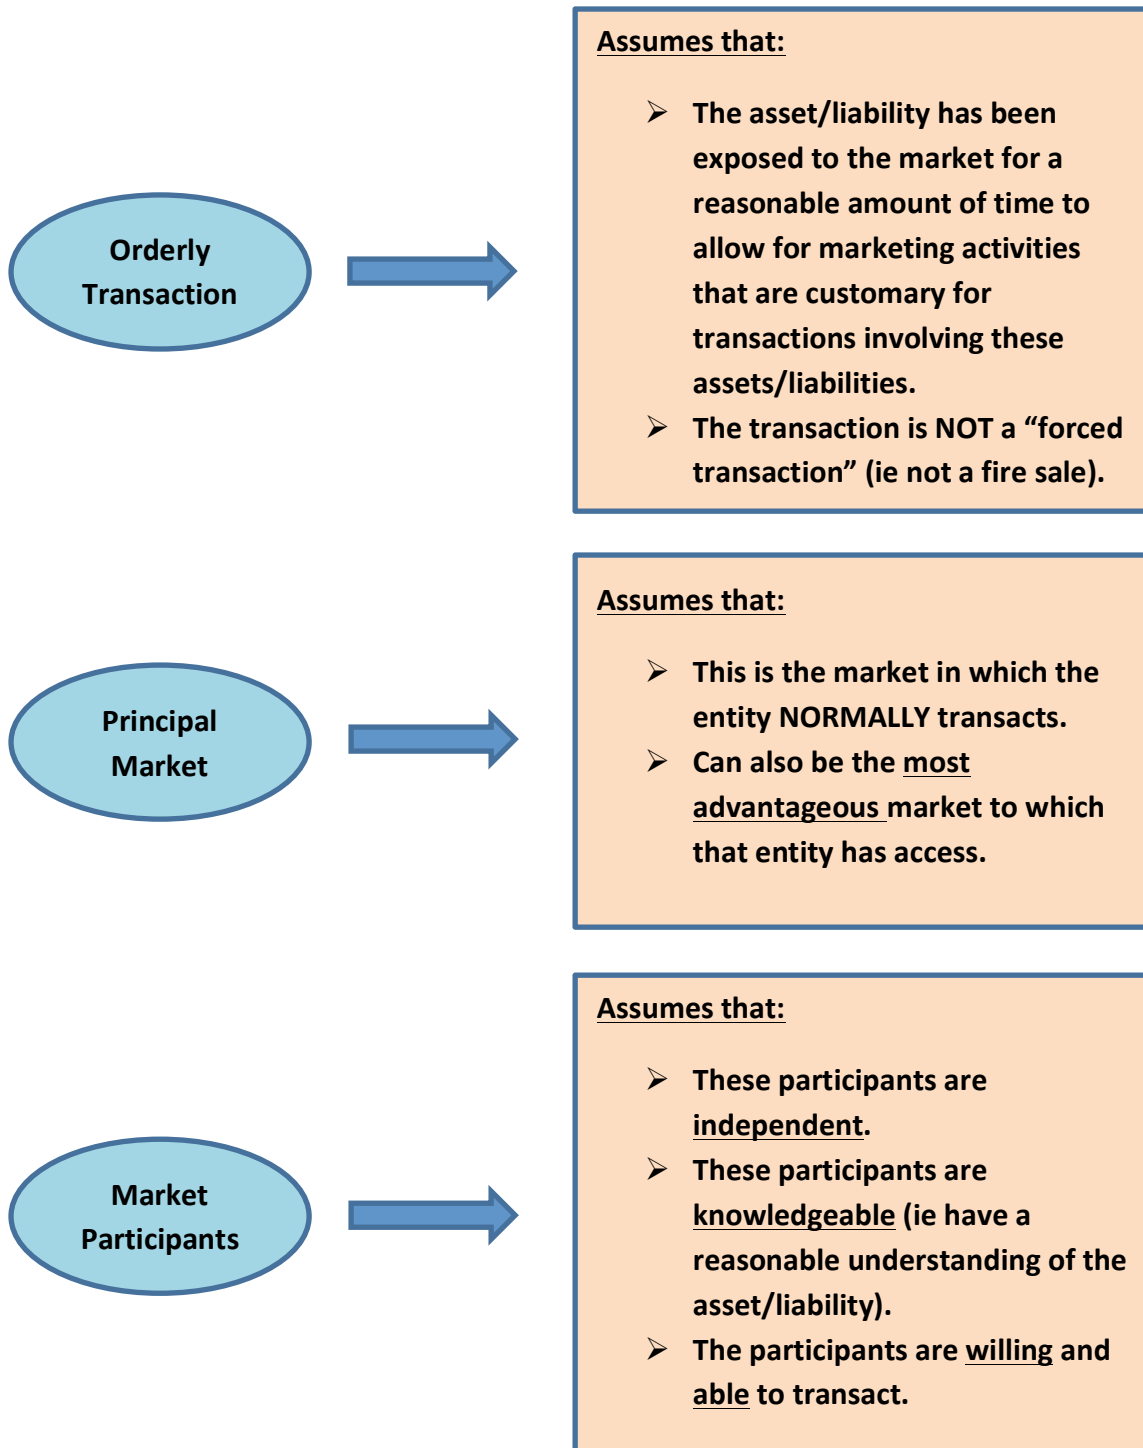 Assumes that:
➢ The asset/liability has been
exposed to the market for a
reasonable amount of time to
allow for marketing activities
that are customary for
transactions involving these
assets/liabilities.
➢ The transaction is NOT a “forced
transaction” (ie not a fire sale).
Orderly
Transaction
Assumes that:
➢ This is the market in which the
entity NORMALLY transacts.
➢ Can also be the most
advantageous market to which
that entity has access.
Principal
Market
Assumes that:
➢ These participants are
independent.
➢ These participants are
knowledgeable (ie have a
reasonable understanding of the
asset/liability).
➢ The participants are willing and
able to transact.
Market
Participants